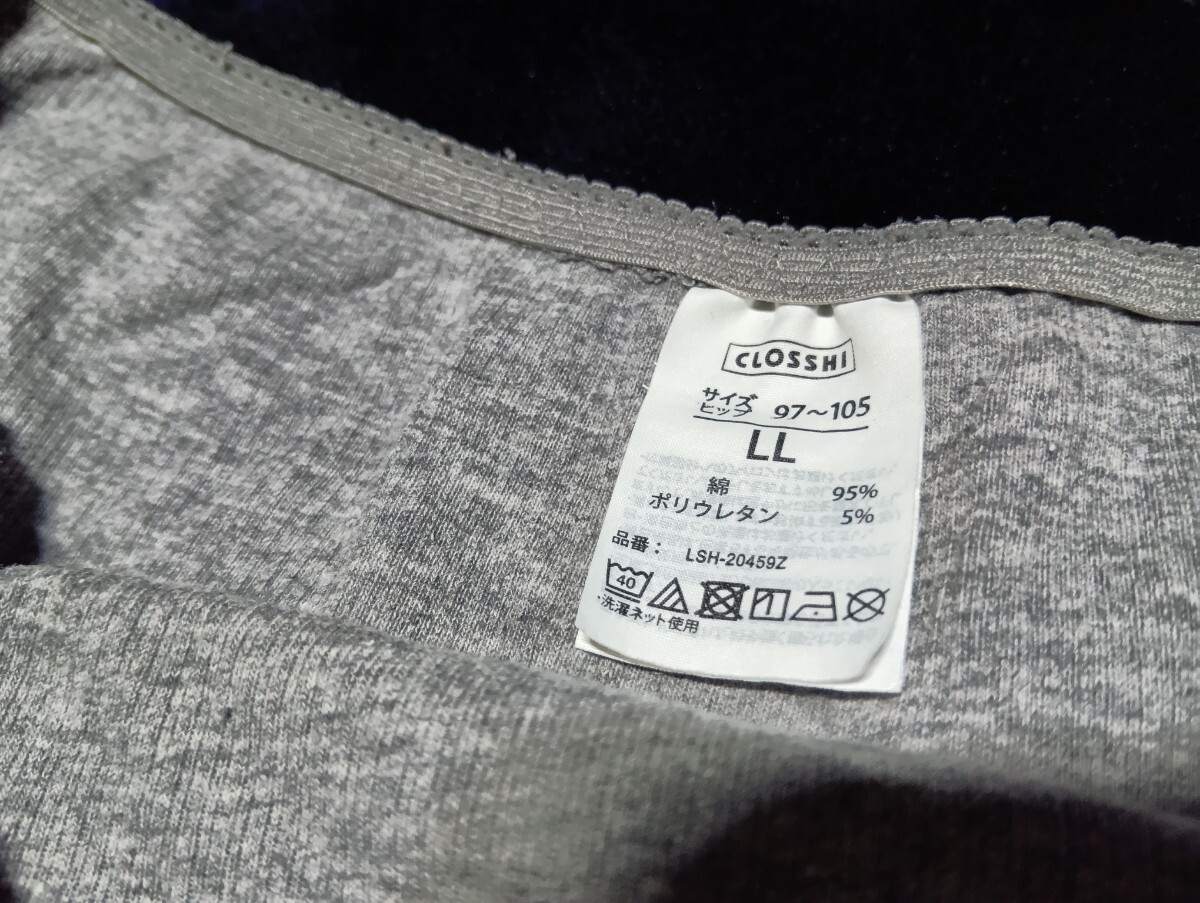 CLOSSHI
サイズ
ヒップ 97〜105
LL
綿 95%
ポリウレタン 5%
品番： LSH-20459Z
40
・洗濯ネット使用